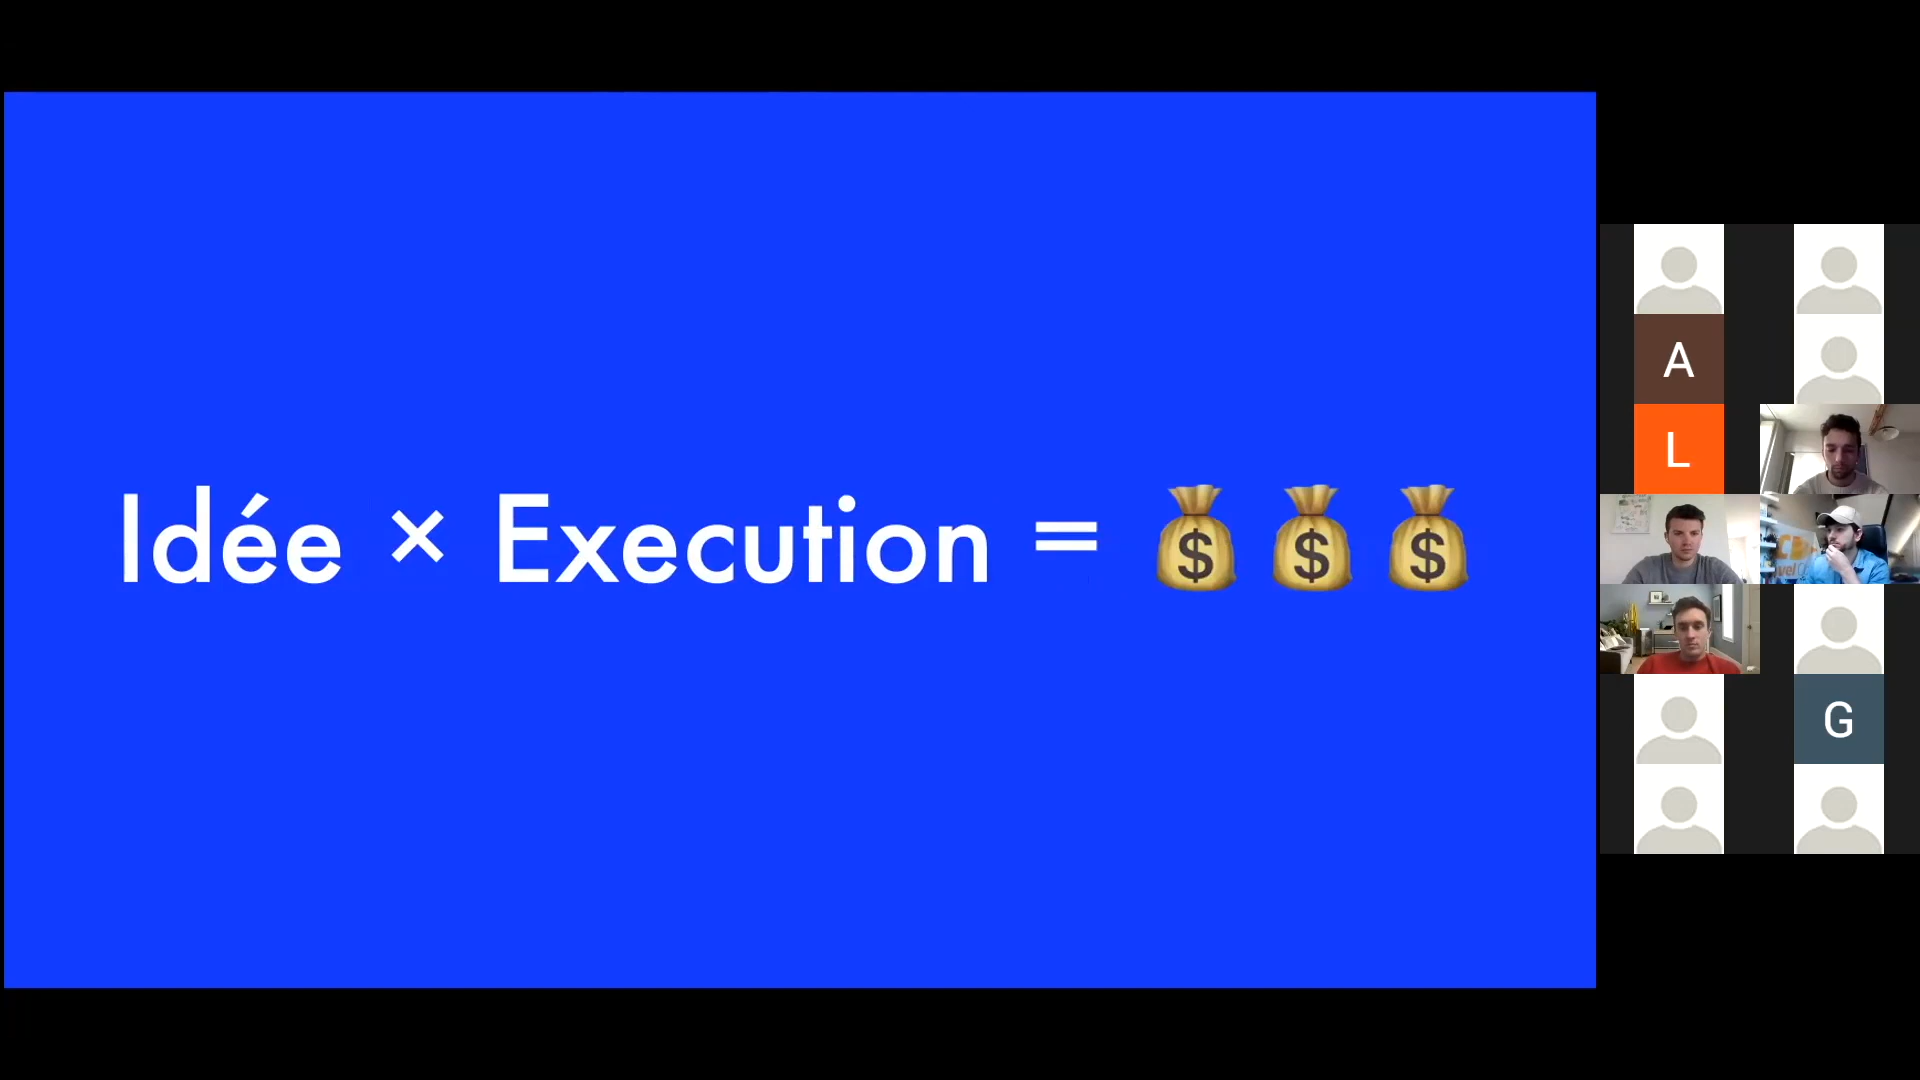 Idée × Execution = 💰 💰 💰
A
L
G